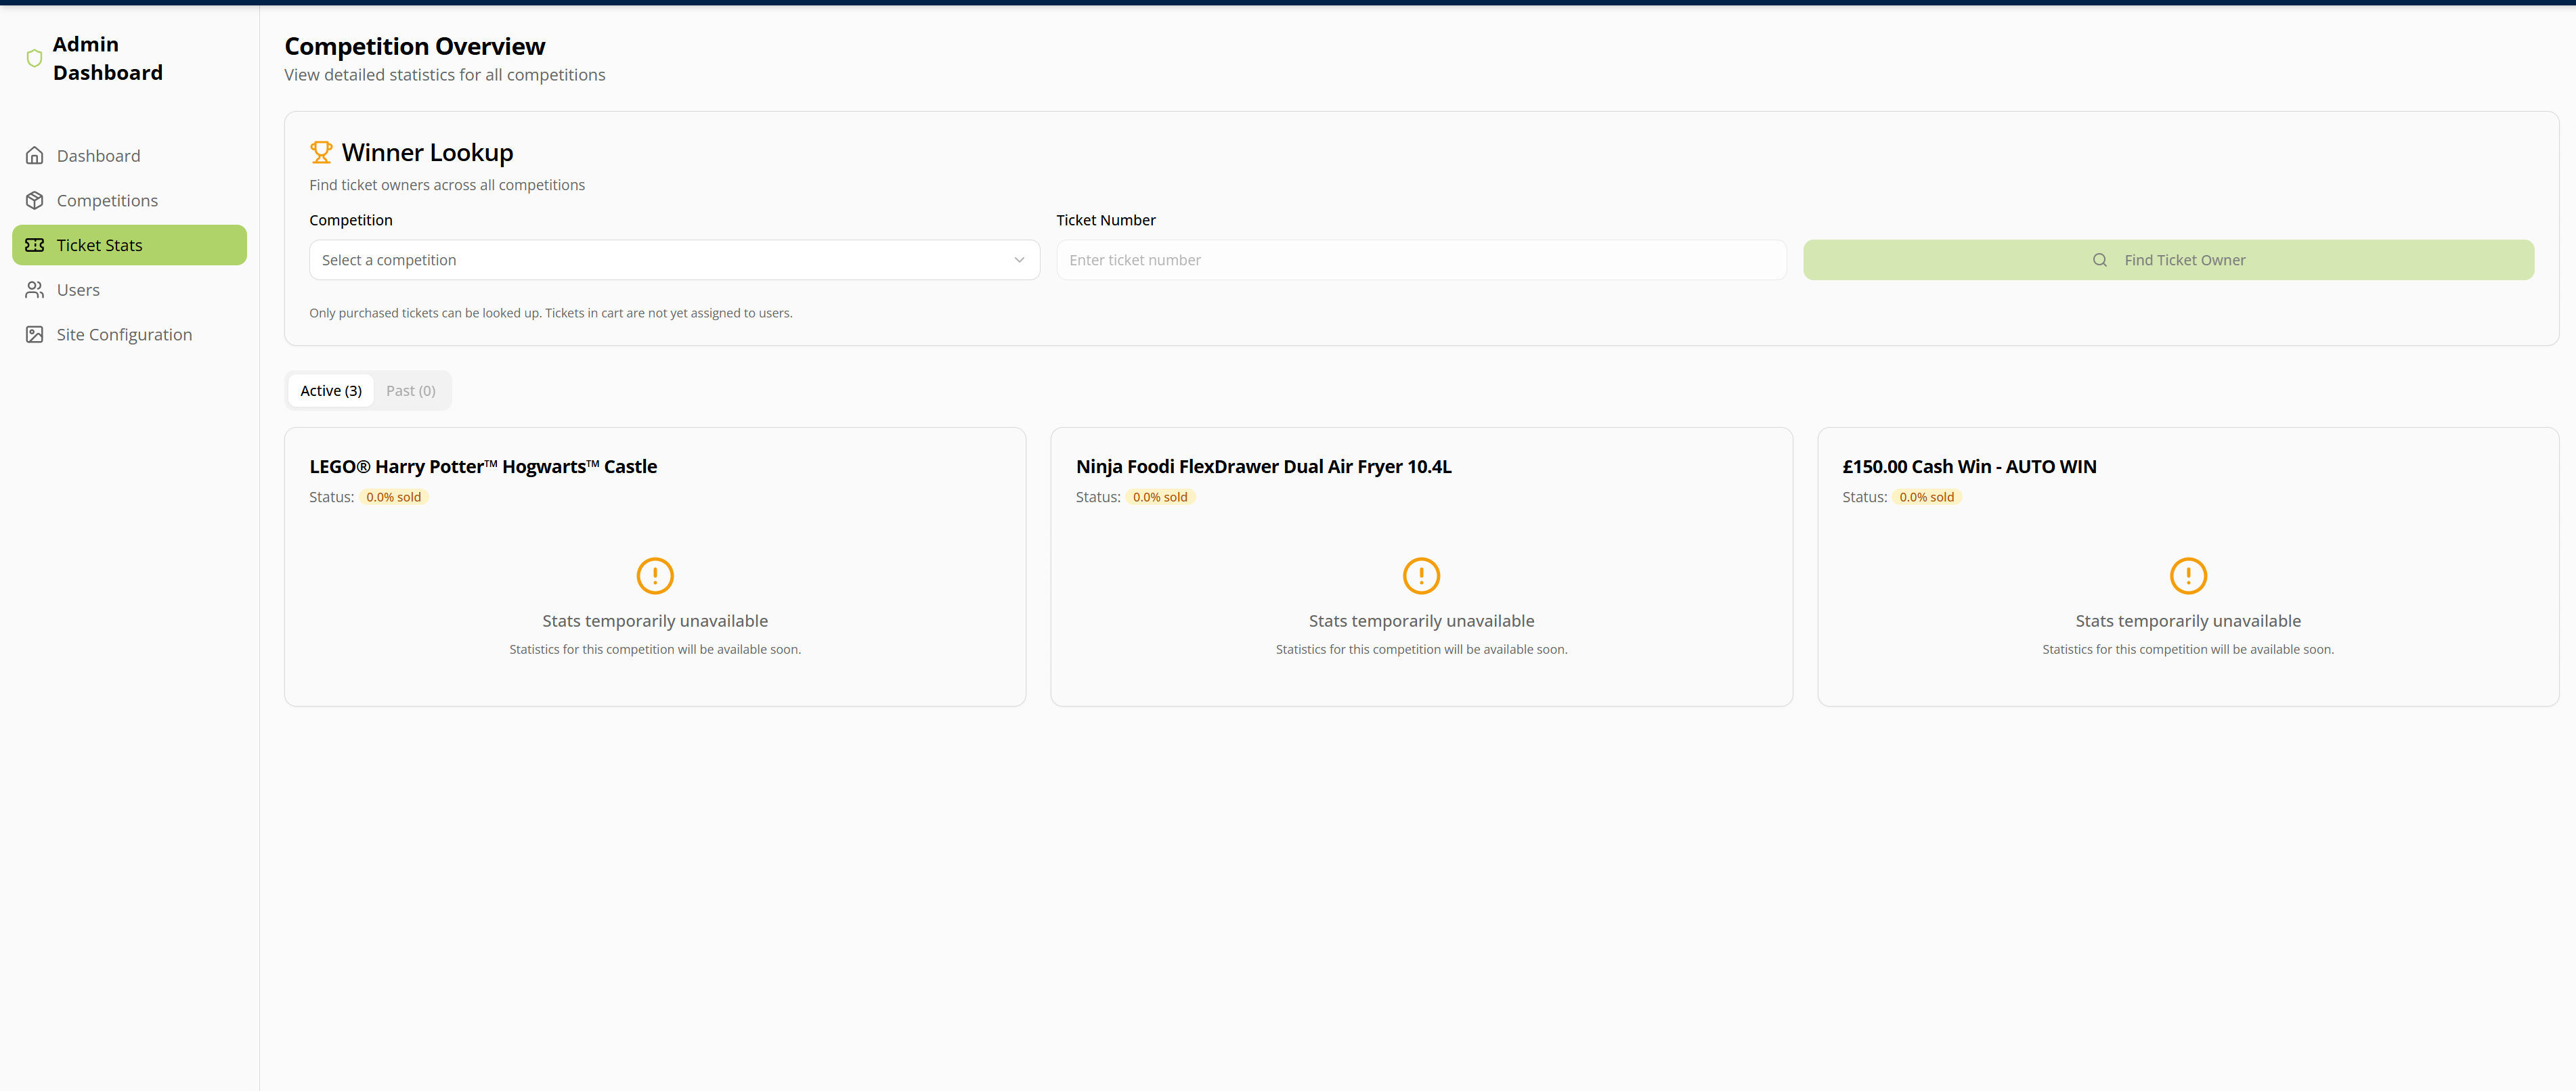 Admin
Dashboard
Dashboard
Competitions
Ticket Stats
Users
Site Configuration
Competition Overview
View detailed statistics for all competitions
Winner Lookup
Find ticket owners across all competitions
Competition
Ticket Number
Select a competition
Enter ticket number
Find Ticket Owner
Only purchased tickets can be looked up. Tickets in cart are not yet assigned to users.
Active (3)
Past (0)
LEGO® Harry Potter™ Hogwarts™ Castle
Status: 0.0% sold
Stats temporarily unavailable
Statistics for this competition will be available soon.
Ninja Foodi FlexDrawer Dual Air Fryer 10.4L
Status: 0.0% sold
Stats temporarily unavailable
Statistics for this competition will be available soon.
£150.00 Cash Win - AUTO WIN
Status: 0.0% sold
Stats temporarily unavailable
Statistics for this competition will be available soon.